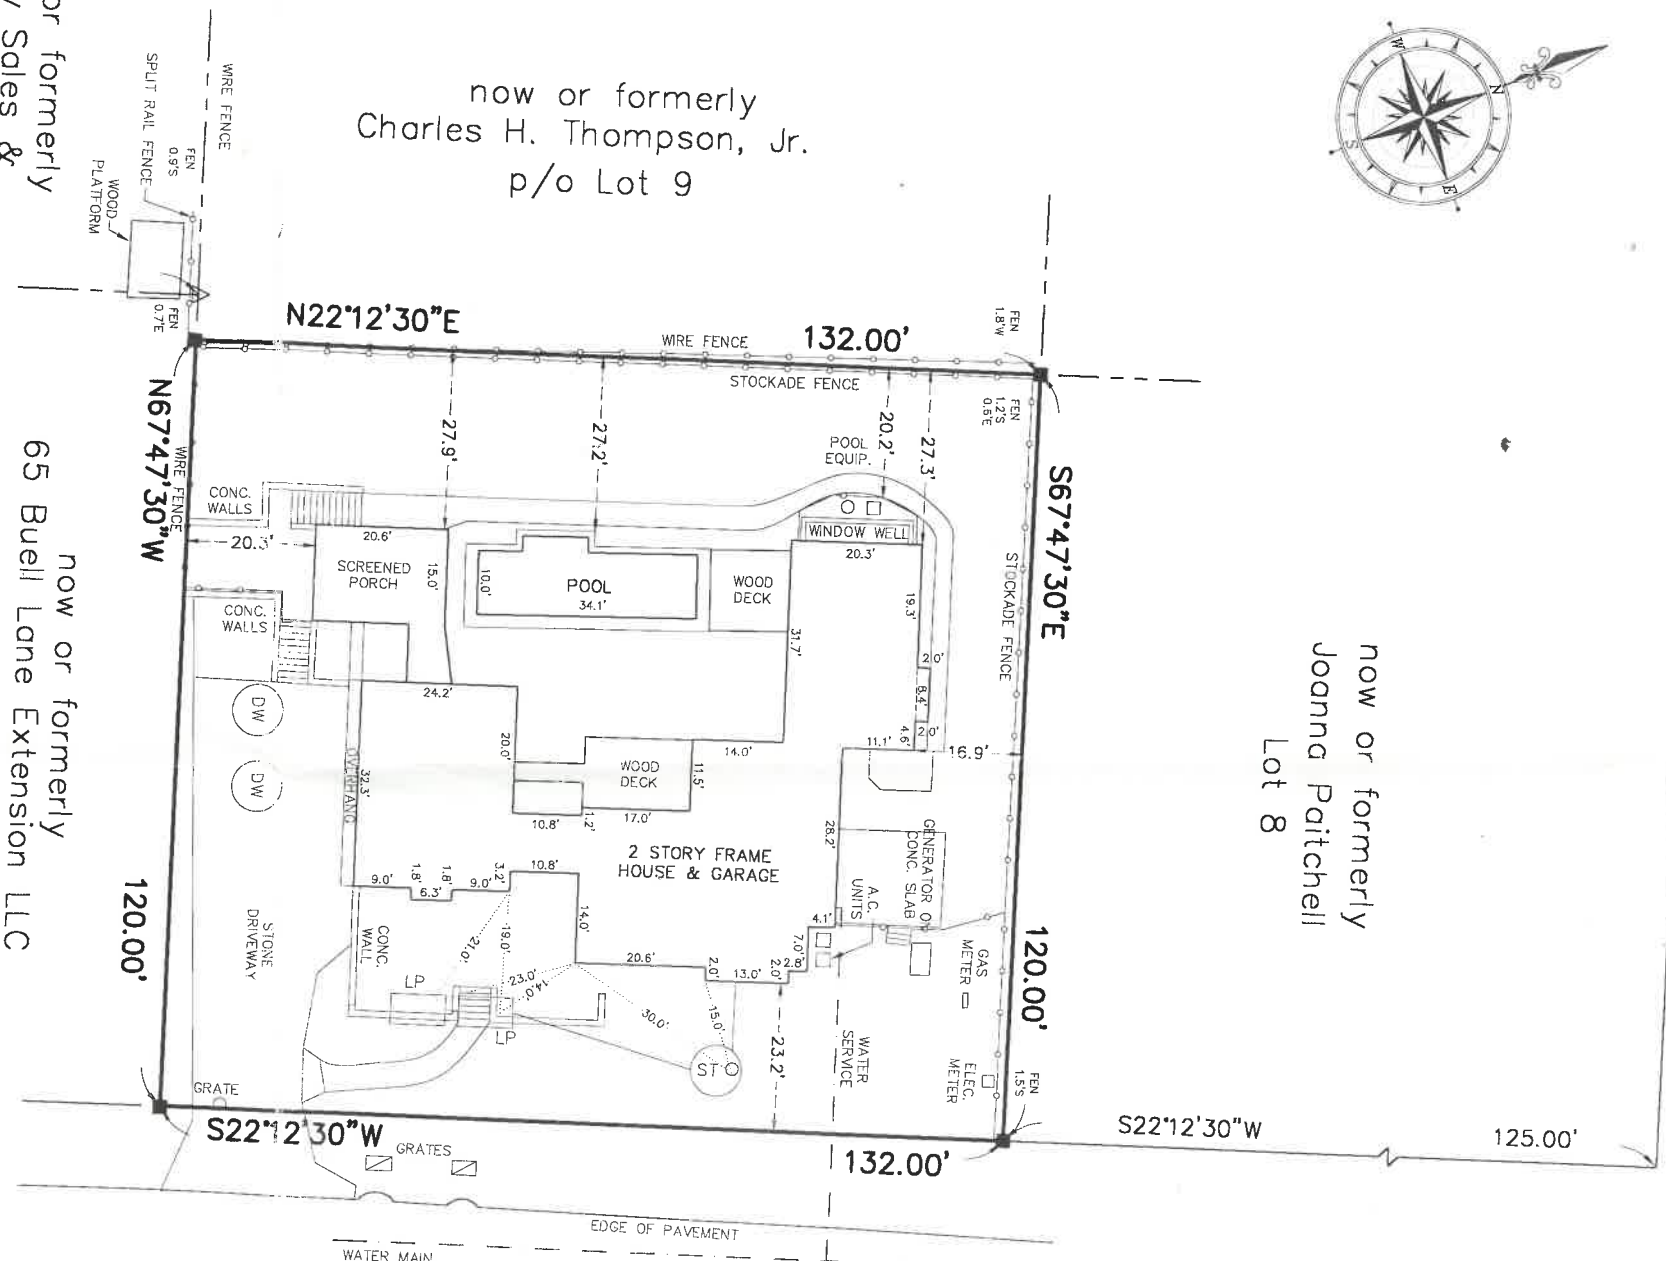 or formerly
Sales &
WIRE FENCE
SPLIT RAIL FENCE
FEN
0.9'S
WOOD
PLATFORM
now or formerly
Charles H. Thompson, Jr.
p/o Lot 9
W
N
S
E
FEN
0.7'E
N22°12'30"E
WIRE FENCE
132.00'
STOCKADE FENCE
FEN
1.8'W
FEN
1.2'S
0.6'E
N67°47'30"W
WIRE FENCE
27.9'
27.2'
20.2'
27.3'
POOL
EQUIP.
S67°47'30"E
STOCKADE FENCE
CONC.
WALLS
20.3'
20.6'
SCREENED
PORCH
15.0'
10.0'
POOL
34.1'
WOOD
DECK
WINDOW WELL
20.3'
19.3'
31.7'
CONC.
WALLS
2.0'
8.4'
2.0'
4.6'
11.1'
16.9'
24.2'
DW
DW
20.0'
OVERHANG
32.3'
WOOD
DECK
14.0'
11.5'
10.8'
1.2'
17.0'
2 STORY FRAME
HOUSE & GARAGE
28.2'
GENERATOR ON
CONC. SLAB
A.C.
UNITS
9.0'
1.8'
6.3'
1.8'
9.0'
3.2'
10.8'
14.0'
4.1'
7.0'
2.8'
2.0'
13.0'
2.0'
20.6'
CONC.
WALL
STONE
DRIVEWAY
21.0'
19.0'
23.0'
14.0'
30.0'
15.0'
LP
LP
ST
23.2'
WATER
SERVICE
GAS
METER
ELEC.
METER
FEN
1.5'S
120.00'
120.00'
now or formerly
65 Buell Lane Extension LLC
now or formerly
Joanna Paitchell
Lot 8
GRATE
S22°12'30"W
GRATES
132.00'
S22°12'30"W
125.00'
EDGE OF PAVEMENT
WATER MAIN